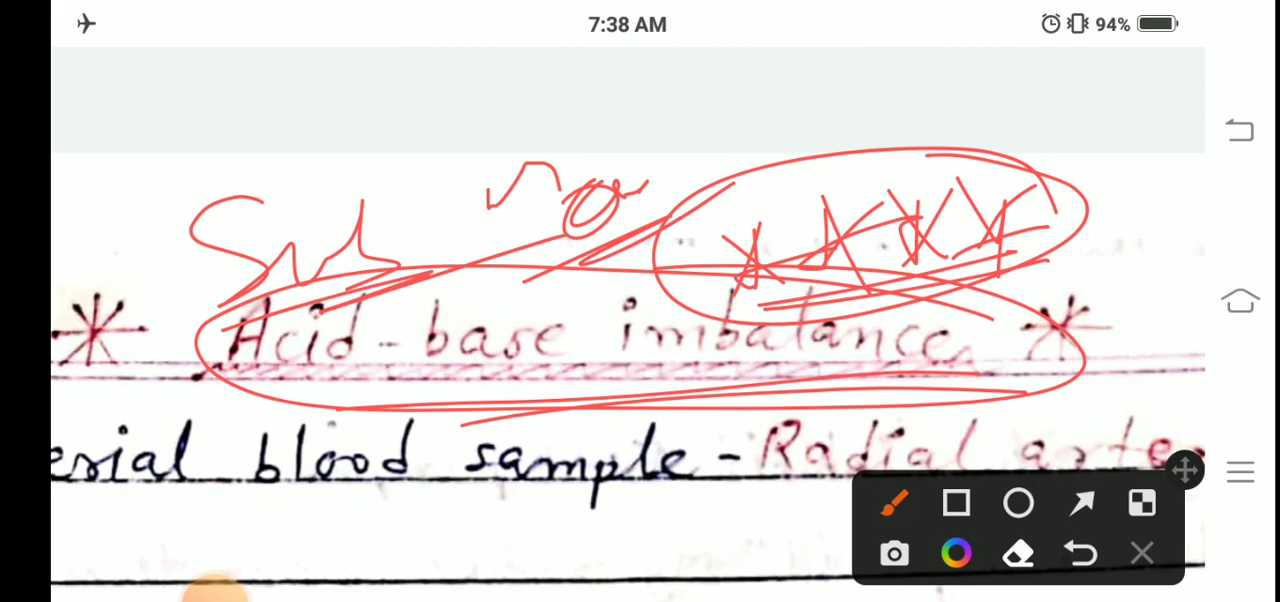 7:38 AM
94%
* Acid-base imbalance *
erial blood sample - Radial arte